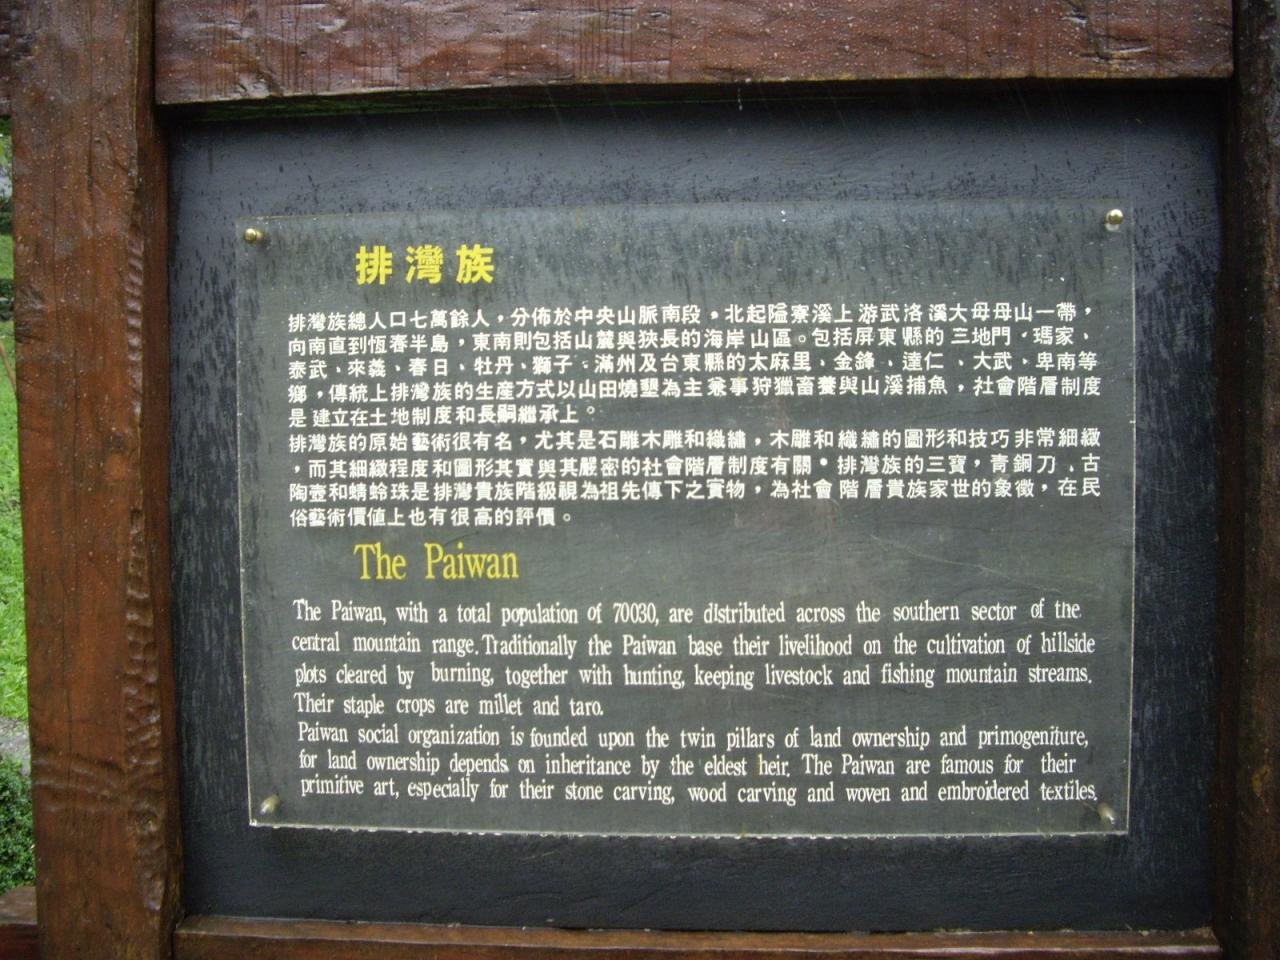 排灣族
排灣族總人口七萬餘人，分佈於中央山脈南段。北起隘寮溪上游武洛溪大母母山一帶，
向南直到恆春半島，東南則包括山麓與狹長的海岸山區。包括屏東縣的三地門、瑪家、
泰武、來義、春日、牡丹、獅子、滿州及台東縣的太麻里、金鋒、達仁、大武、卑南等
鄉，傳統上排灣族的生產方式以山田燒墾為主兼事狩獵畜養與山溪捕魚，社會階層制度
是建立在土地制度和長嗣繼承上。
排灣族的原始藝術很有名，尤其是石雕木雕和織繡，木雕和織繡的圖形和技巧非常細緻
，而其細緻程度和圖形其實與其嚴密的社會階層制度有關。排灣族的三寶，青銅刀、古
陶壺和蜻蛉珠是排灣貴族階級視為祖先傳下之寶物，為社會階層貴族家世的象徵，在民
俗藝術價值上也有很高的評價。
The Paiwan
The Paiwan, with a total population of 70030, are distributed across the southern sector of the
central mountain range. Traditionally the Paiwan base their livelihood on the cultivation of hillside
plots cleared by burning, together with hunting, keeping livestock and fishing mountain streams.
Their staple crops are millet and taro.
Paiwan social organization is founded upon the twin pillars of land ownership and primogeniture,
for land ownership depends on inheritance by the eldest heir. The Paiwan are famous for their
primitive art, especially for their stone carving, wood carving and woven and embroidered textiles.